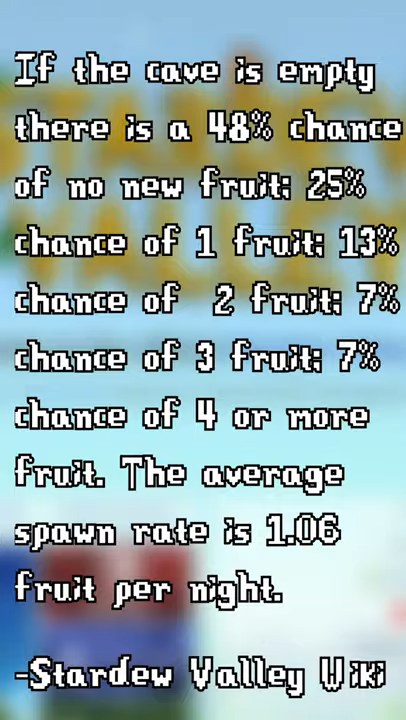 If the cave is empty
there is a 48% chance
of no new fruit; 25%
chance of 1 fruit; 13%
chance of 2 fruit; 7%
chance of 3 fruit; 7%
chance of 4 or more
fruit. The average
spawn rate is 1.06
fruit per night.
-Stardew Valley Wiki